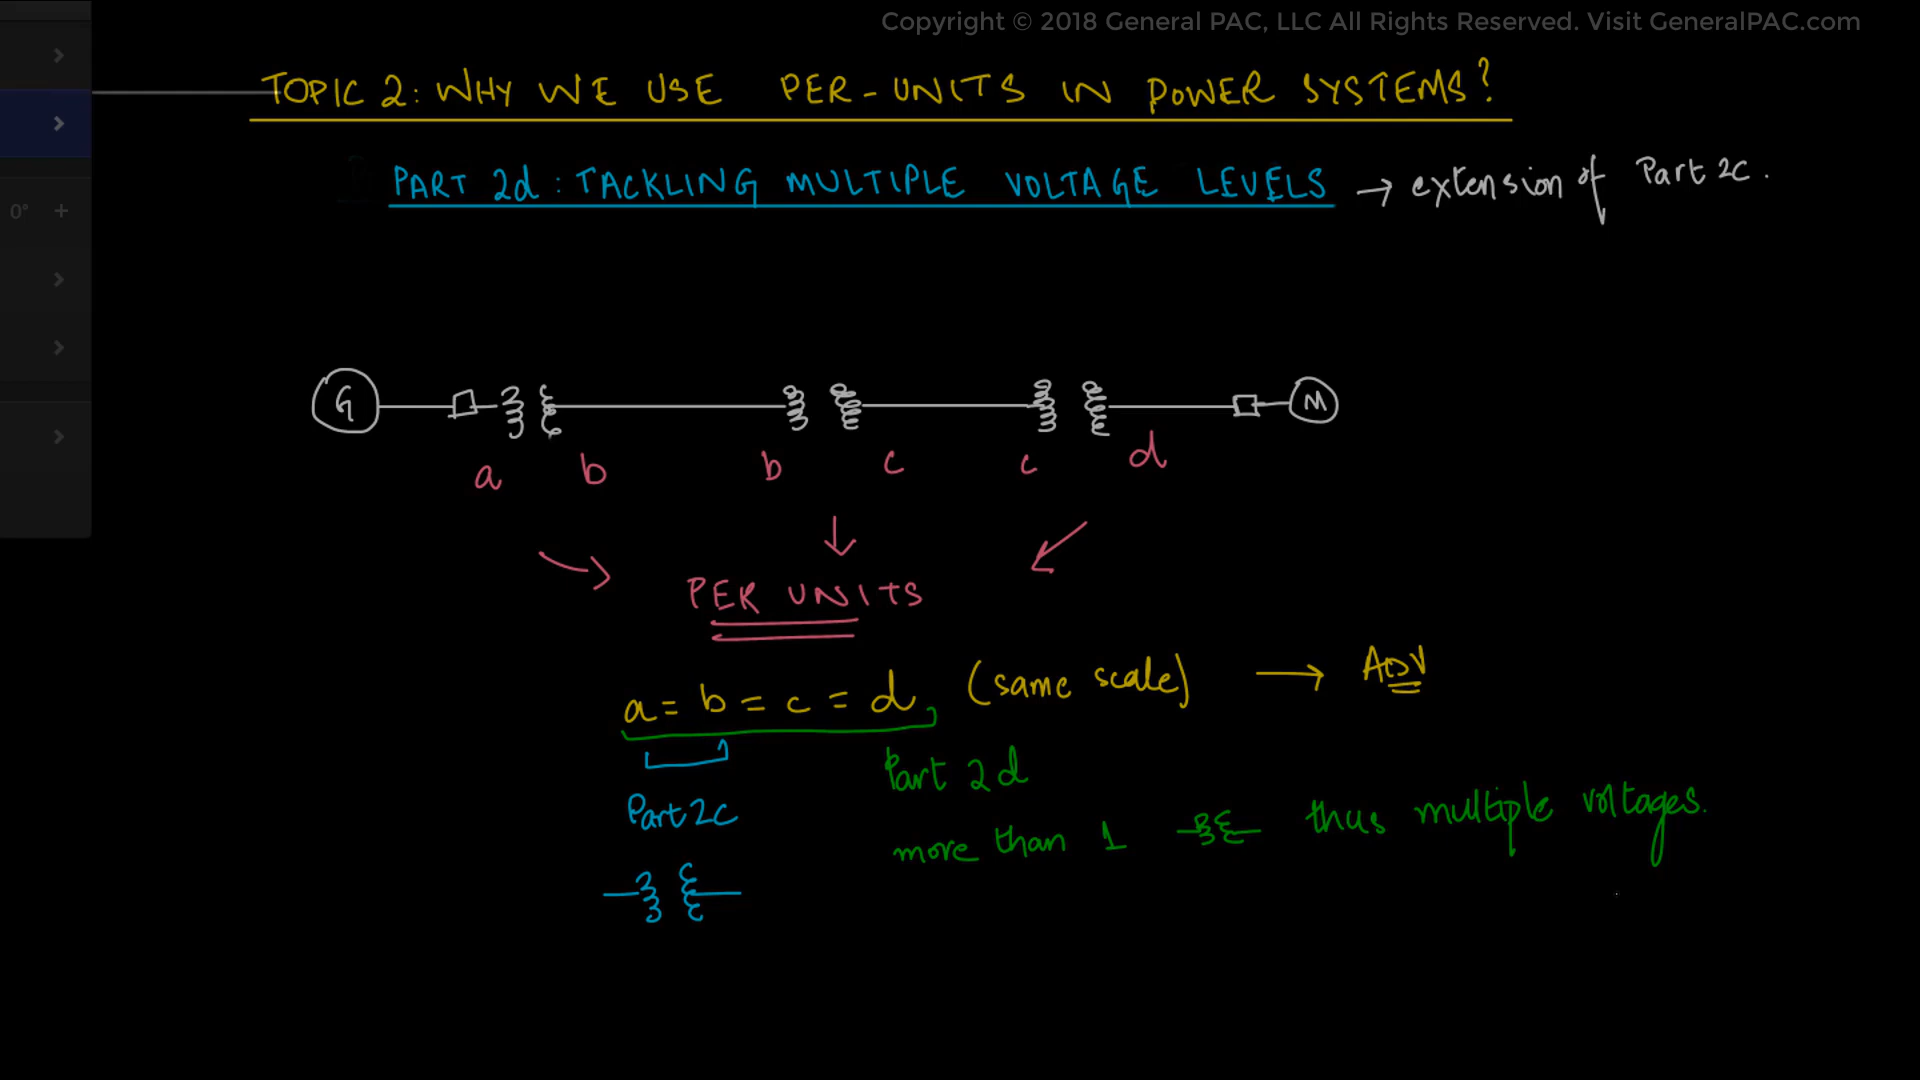 Copyright © 2018 General PAC, LLC All Rights Reserved. Visit GeneralPAC.com
TOPIC 2: WHY WE USE PER-UNITS IN POWER SYSTEMS?
PART 2d: TACKLING MULTIPLE VOLTAGE LEVELS → extension of Part 2c.
0° +
G M
a b b c c d
PER UNITS
a = b = c = d (same scale) → ADV
Part 2d
Part 2c
more than 1 thus multiple voltages.